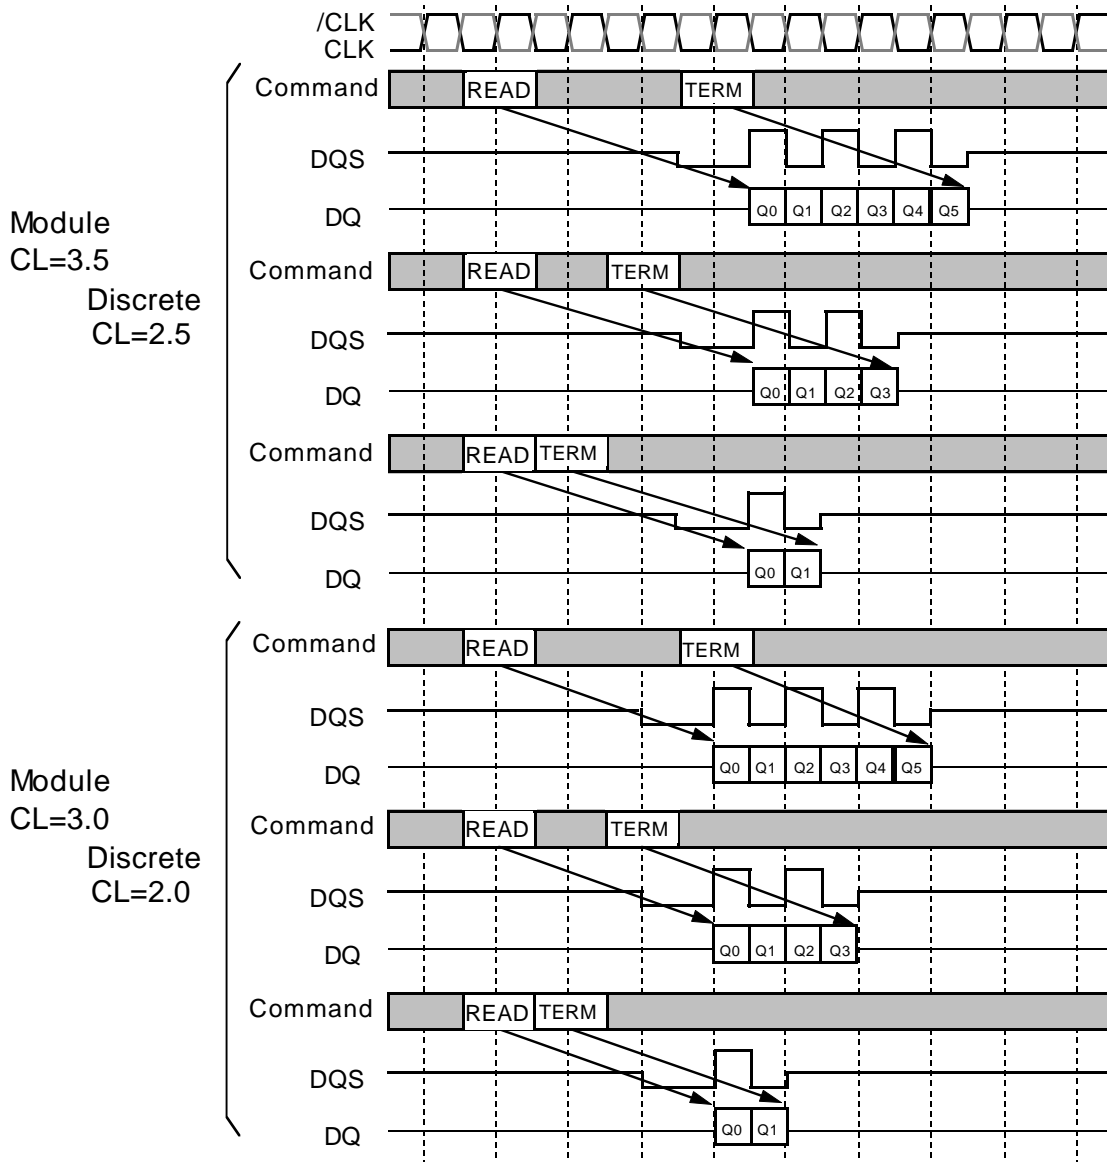 /CLK
CLK
Command READ TERM
DQS
DQ Q0 Q1 Q2 Q3 Q4 Q5
Module
CL=3.5
Discrete
CL=2.5
Command READ TERM
DQS
DQ Q0 Q1 Q2 Q3
Command READ TERM
DQS
DQ Q0 Q1
Command READ TERM
DQS
DQ Q0 Q1 Q2 Q3 Q4 Q5
Module
CL=3.0
Discrete
CL=2.0
Command READ TERM
DQS
DQ Q0 Q1 Q2 Q3
Command READ TERM
DQS
DQ Q0 Q1